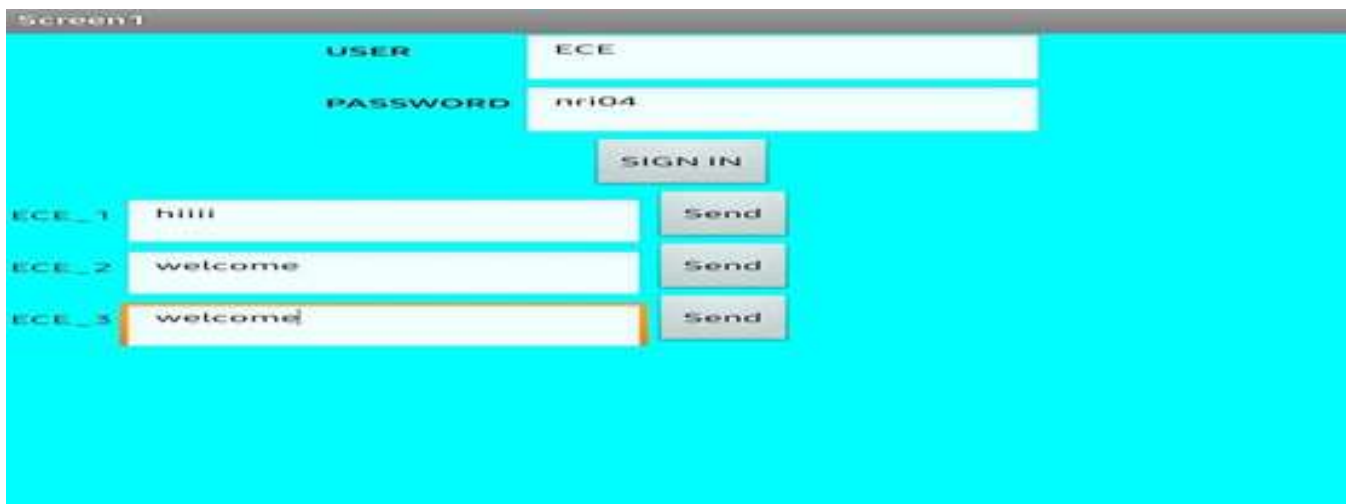 Screen1
USER ECE
PASSWORD nri04
SIGN IN
ECE_1 hiiii Send
ECE_2 welcome Send
ECE_3 welcome Send